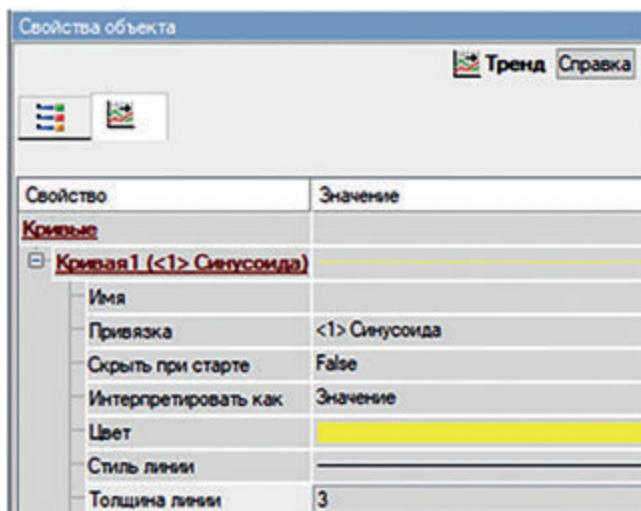 Свойства объекта
Тренд Справка
Свойство Значение
Кривые
Кривая1 (<1> Синусоида)
Имя
Привязка <1> Синусоида
Скрыть при старте False
Интерпретировать как Значение
Цвет
Стиль линии
Толщина линии 3